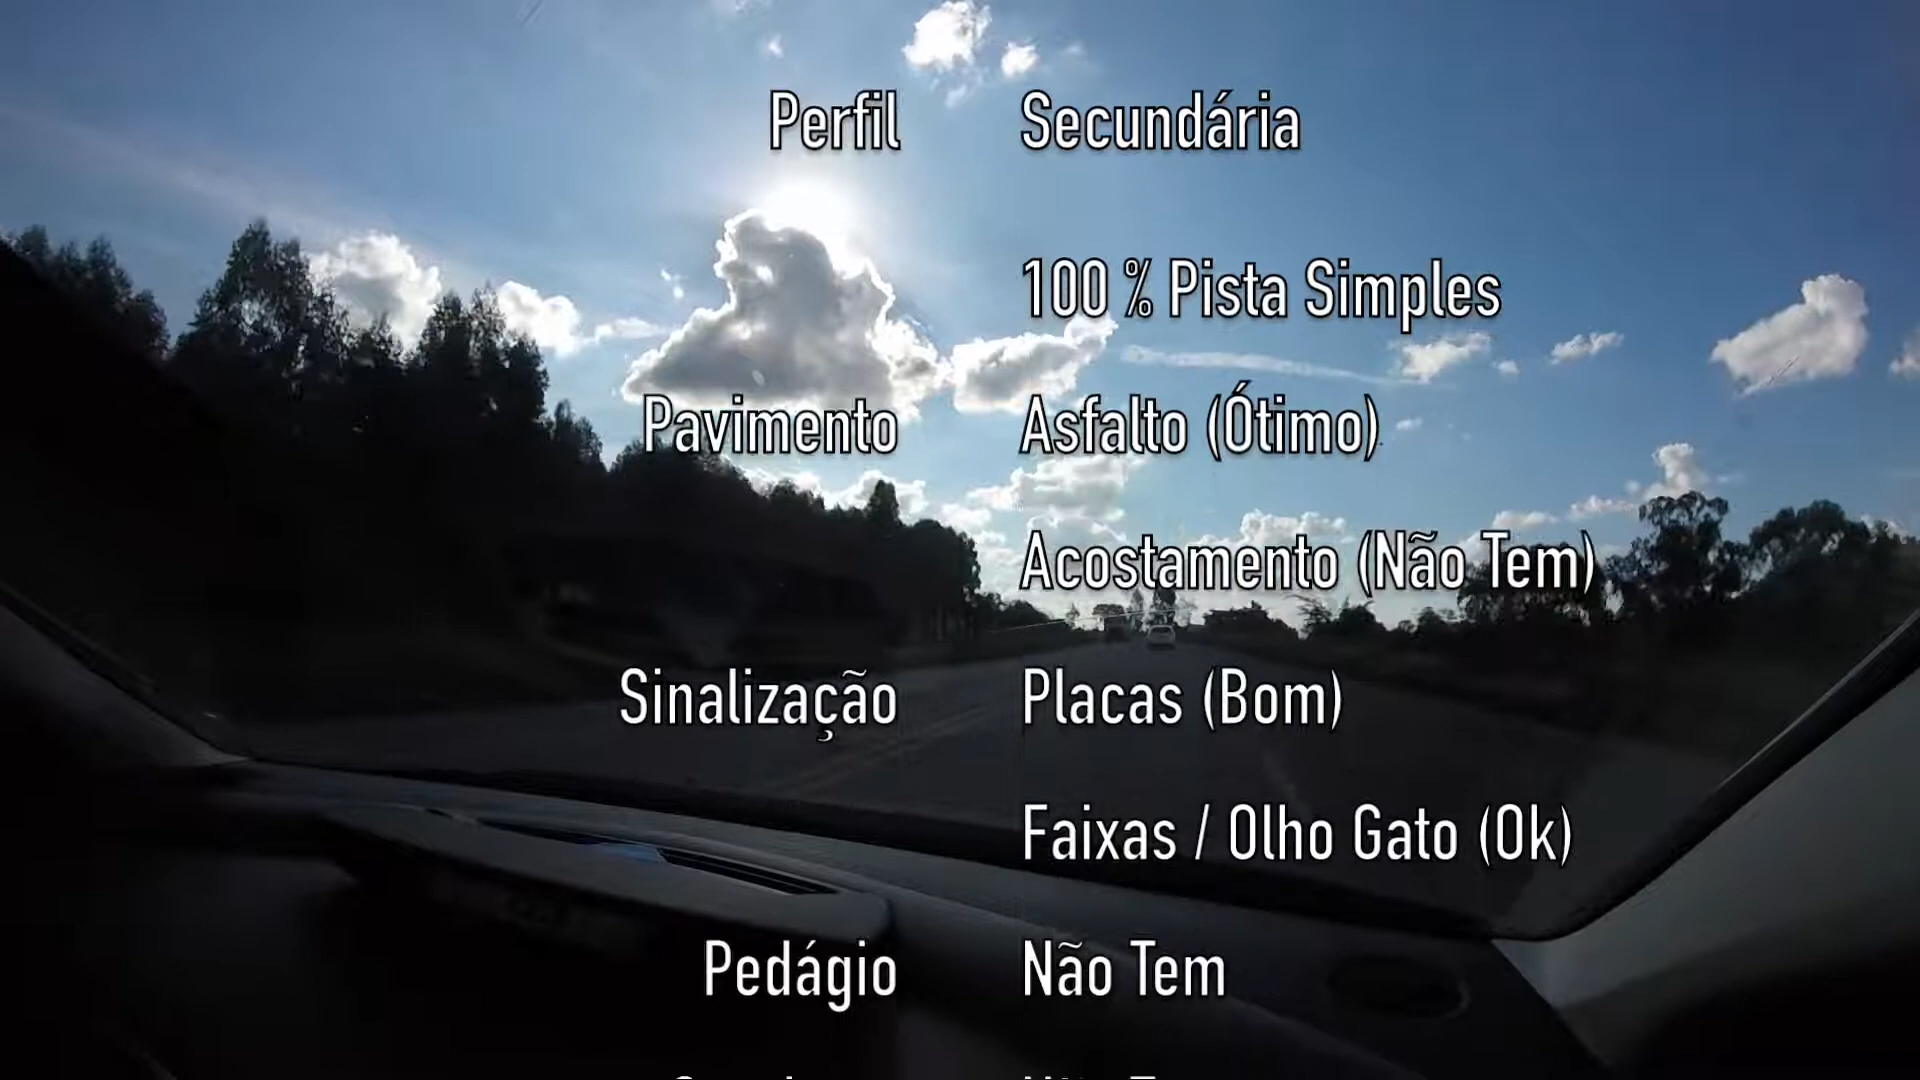 Perfil Secundária
100 % Pista Simples
Pavimento Asfalto (Ótimo)
Acostamento (Não Tem)
Sinalização Placas (Bom)
Faixas / Olho Gato (Ok)
Pedágio Não Tem